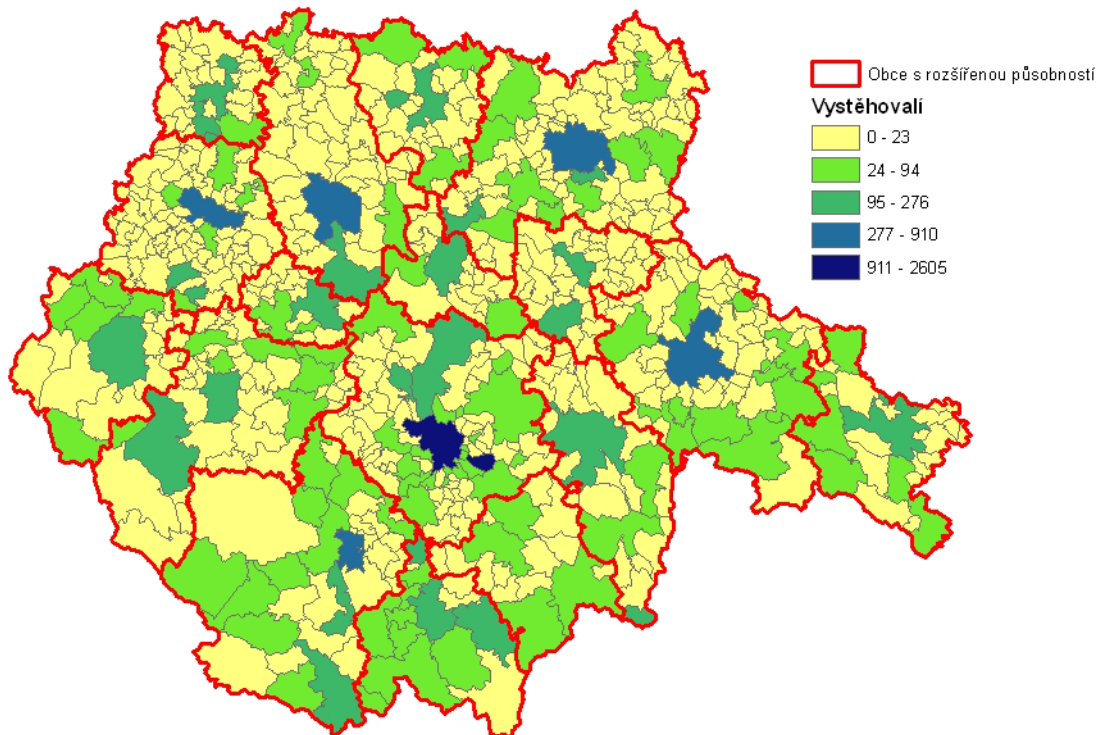 Obce s rozšířenou působností
Vystěhovalí
0 - 23
24 - 94
95 - 276
277 - 910
911 - 2605